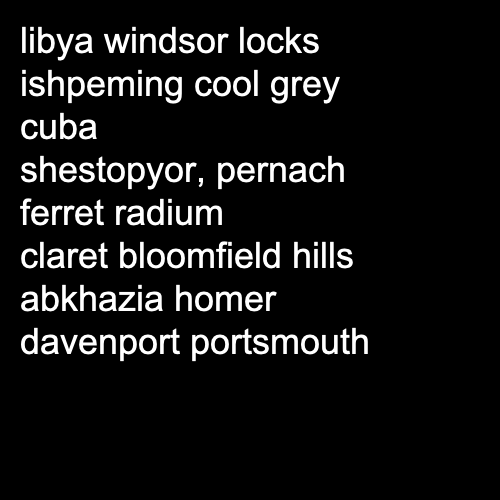 libya windsor locks
ishpeming cool grey
cuba
shestopyor, pernach
ferret radium
claret bloomfield hills
abkhazia homer
davenport portsmouth